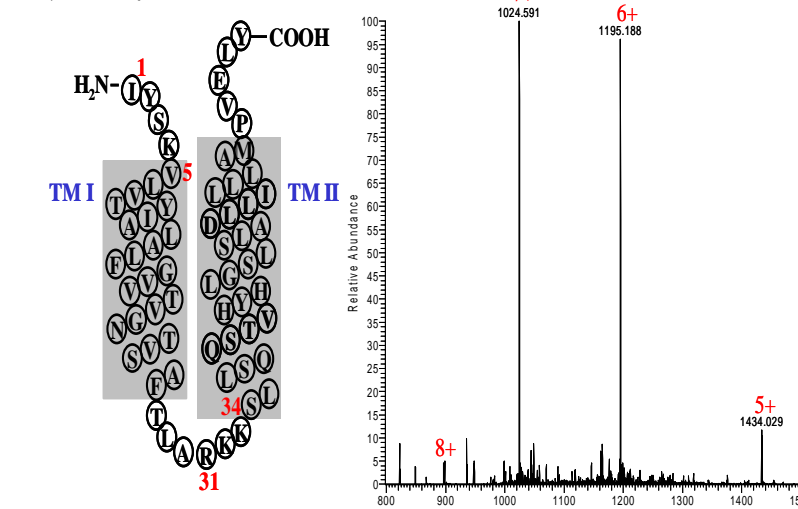 H₂N- I Y S K V
1
5
TM I
T V L
A I Y
F L A L
V V G
N G V T
S V T
F A
T L A R K K S L
31
34
L S Q
Q S T V
H Y H
L G S L
S L A
D L L I
L L L
A M
TM II
P
V
E
L
Y —COOH
Relative Abundance
100
95
90
85
80
75
70
65
60
55
50
45
40
35
30
25
20
15
10
5
0
1024.591
6+
1195.188
5+
1434.029
8+
800 900 1000 1100 1200 1300 1400